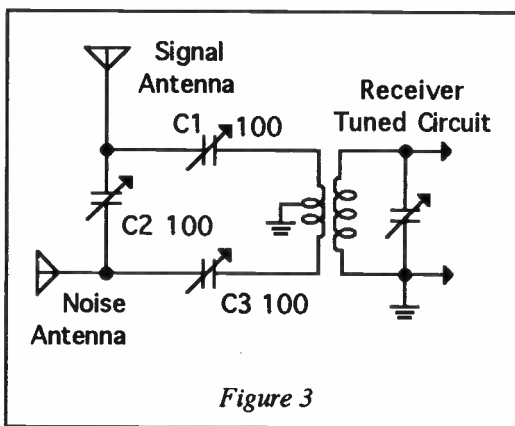 Signal
Antenna
Receiver
Tuned Circuit
C1 100
C2 100
C3 100
Noise
Antenna
Figure 3